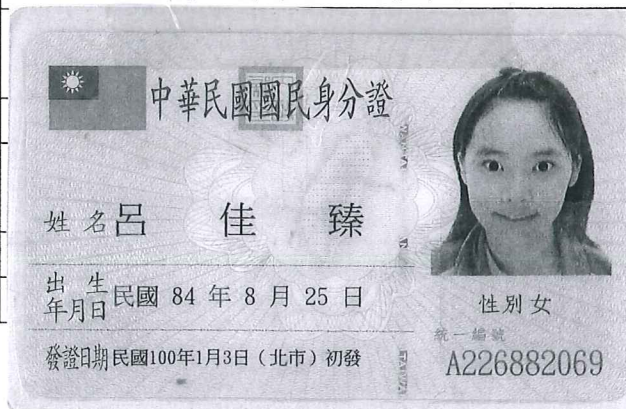 中華民國國民身分證
姓名 呂佳臻
出生年月日 民國 84 年 8 月 25 日
性別 女
統一編號
發證日期 民國100年1月3日（北市）初發
A226882069